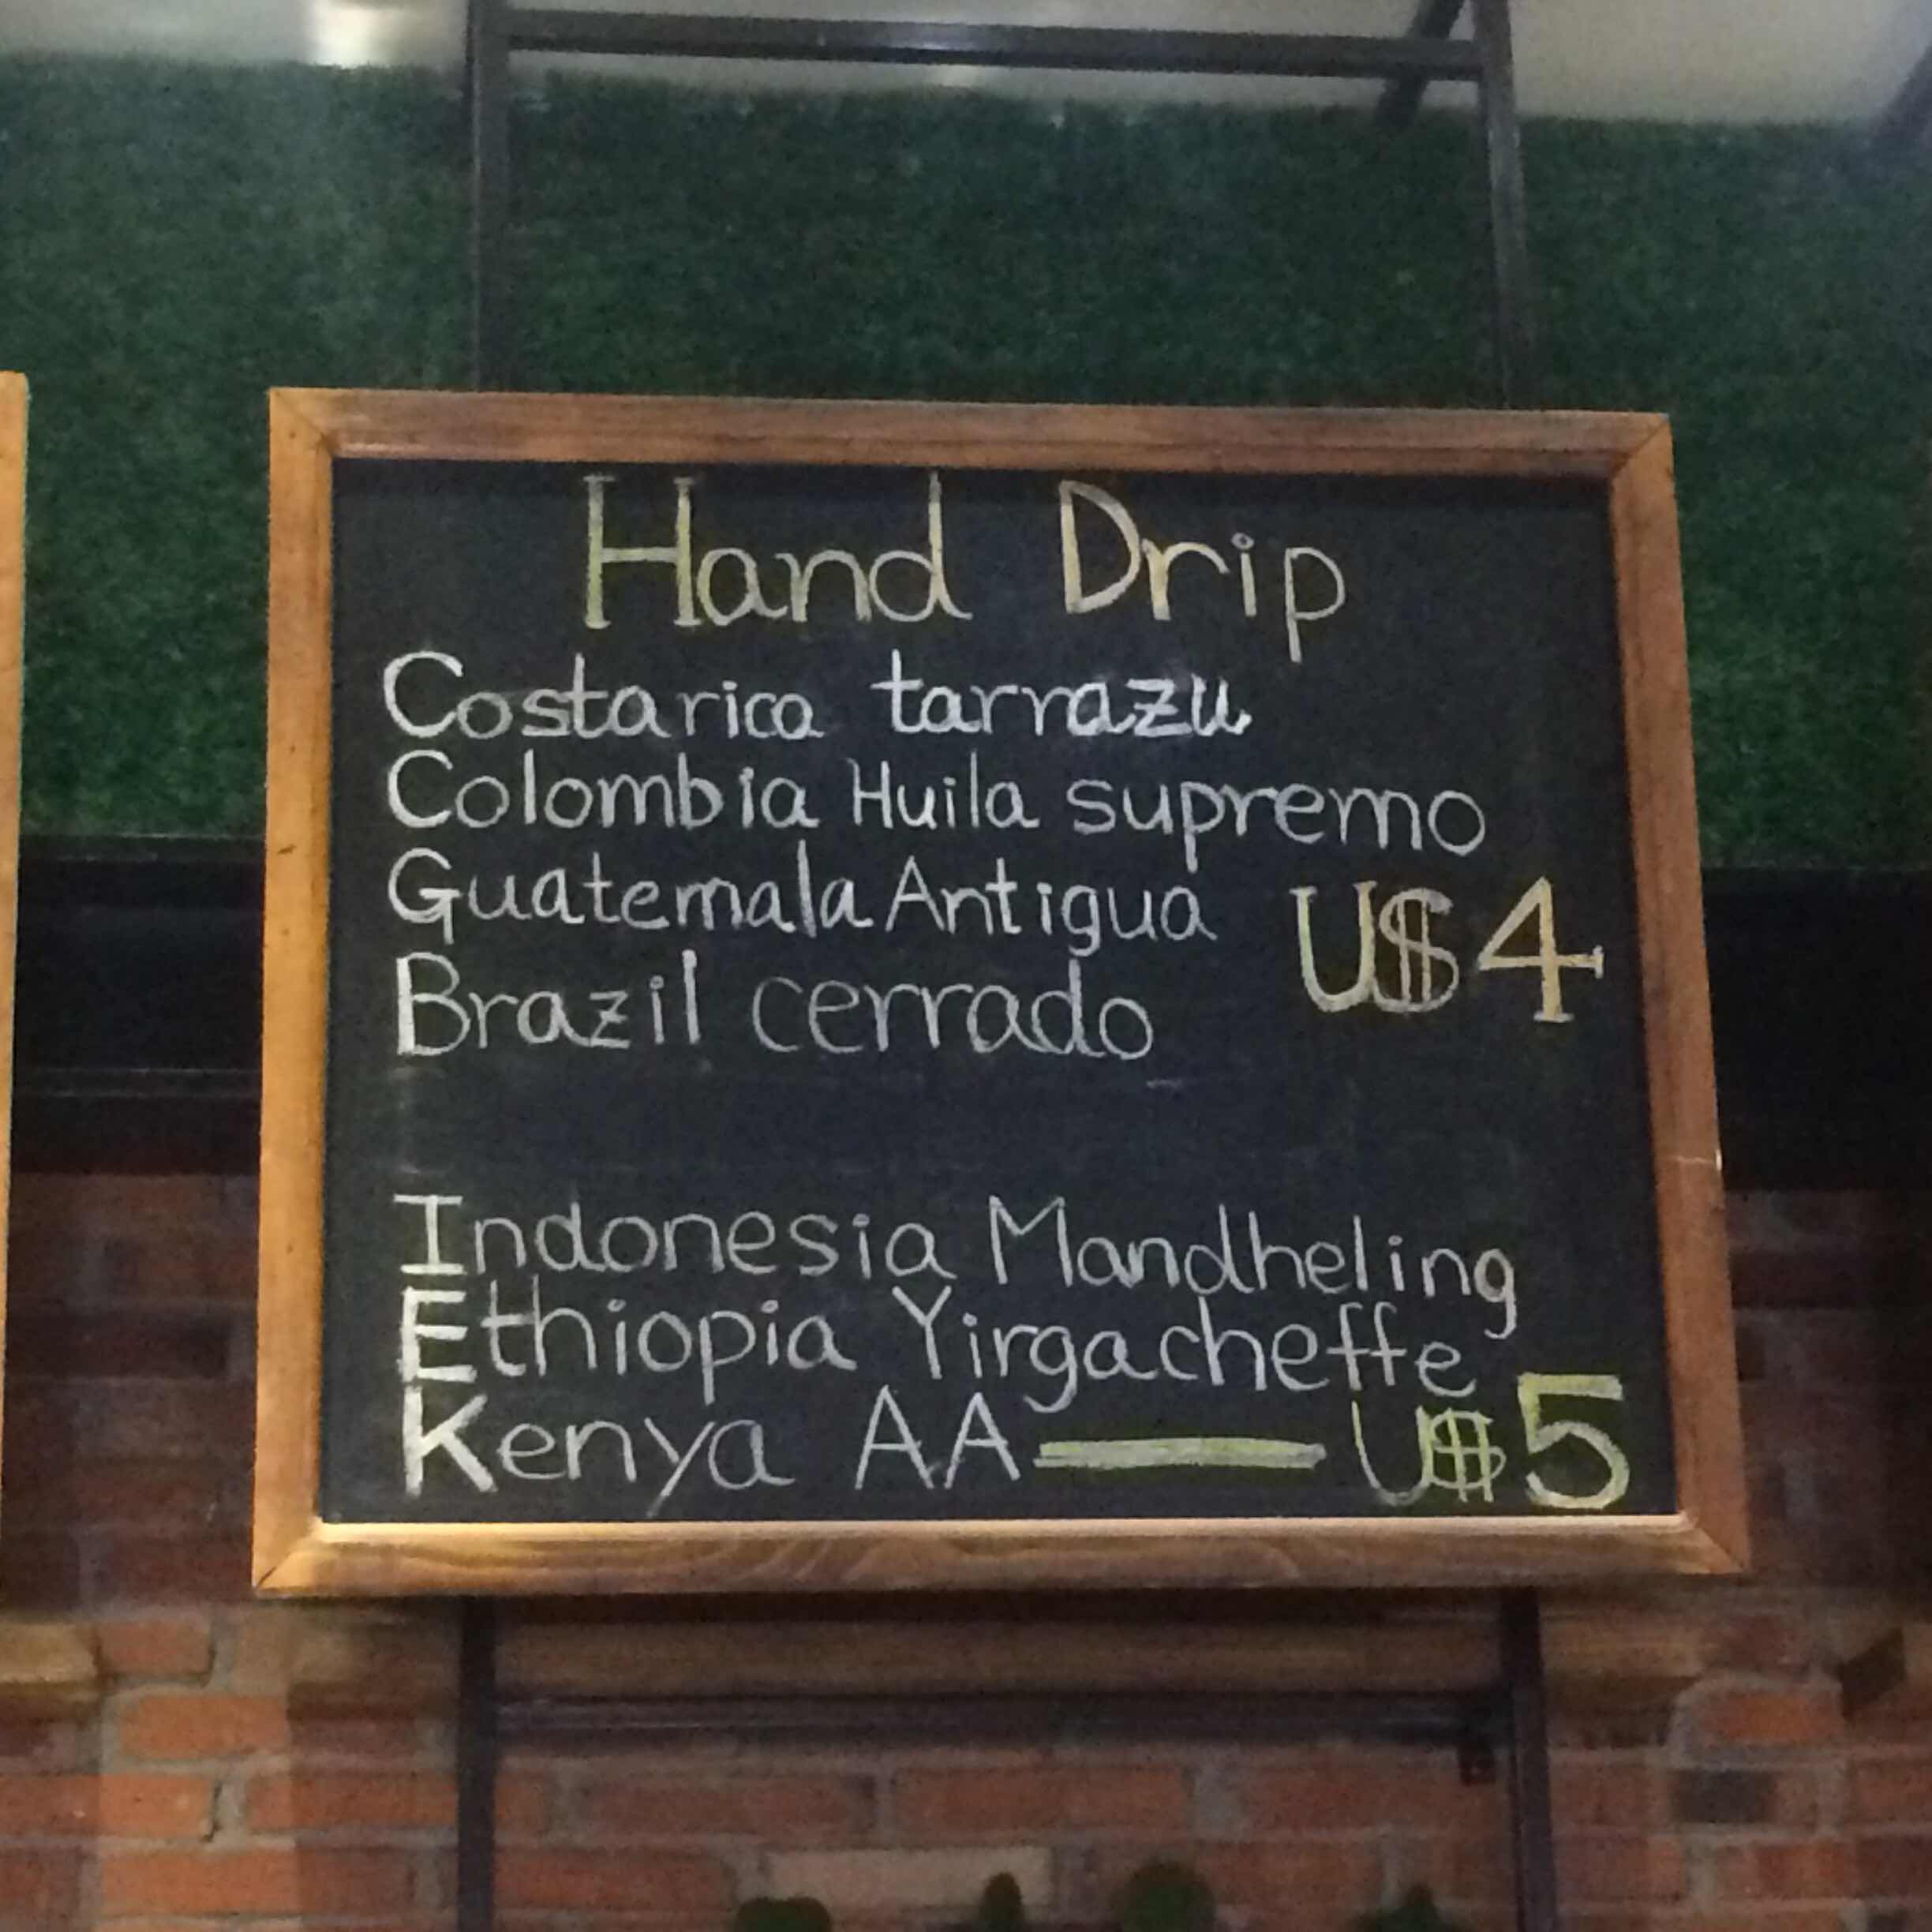 Hand Drip
Costarica tarrazu
Colombia Huila supremo
Guatemala Antigua U$4
Brazil cerrado
Indonesia Mandheling
Ethiopia Yirgacheffe
Kenya AA — U$5